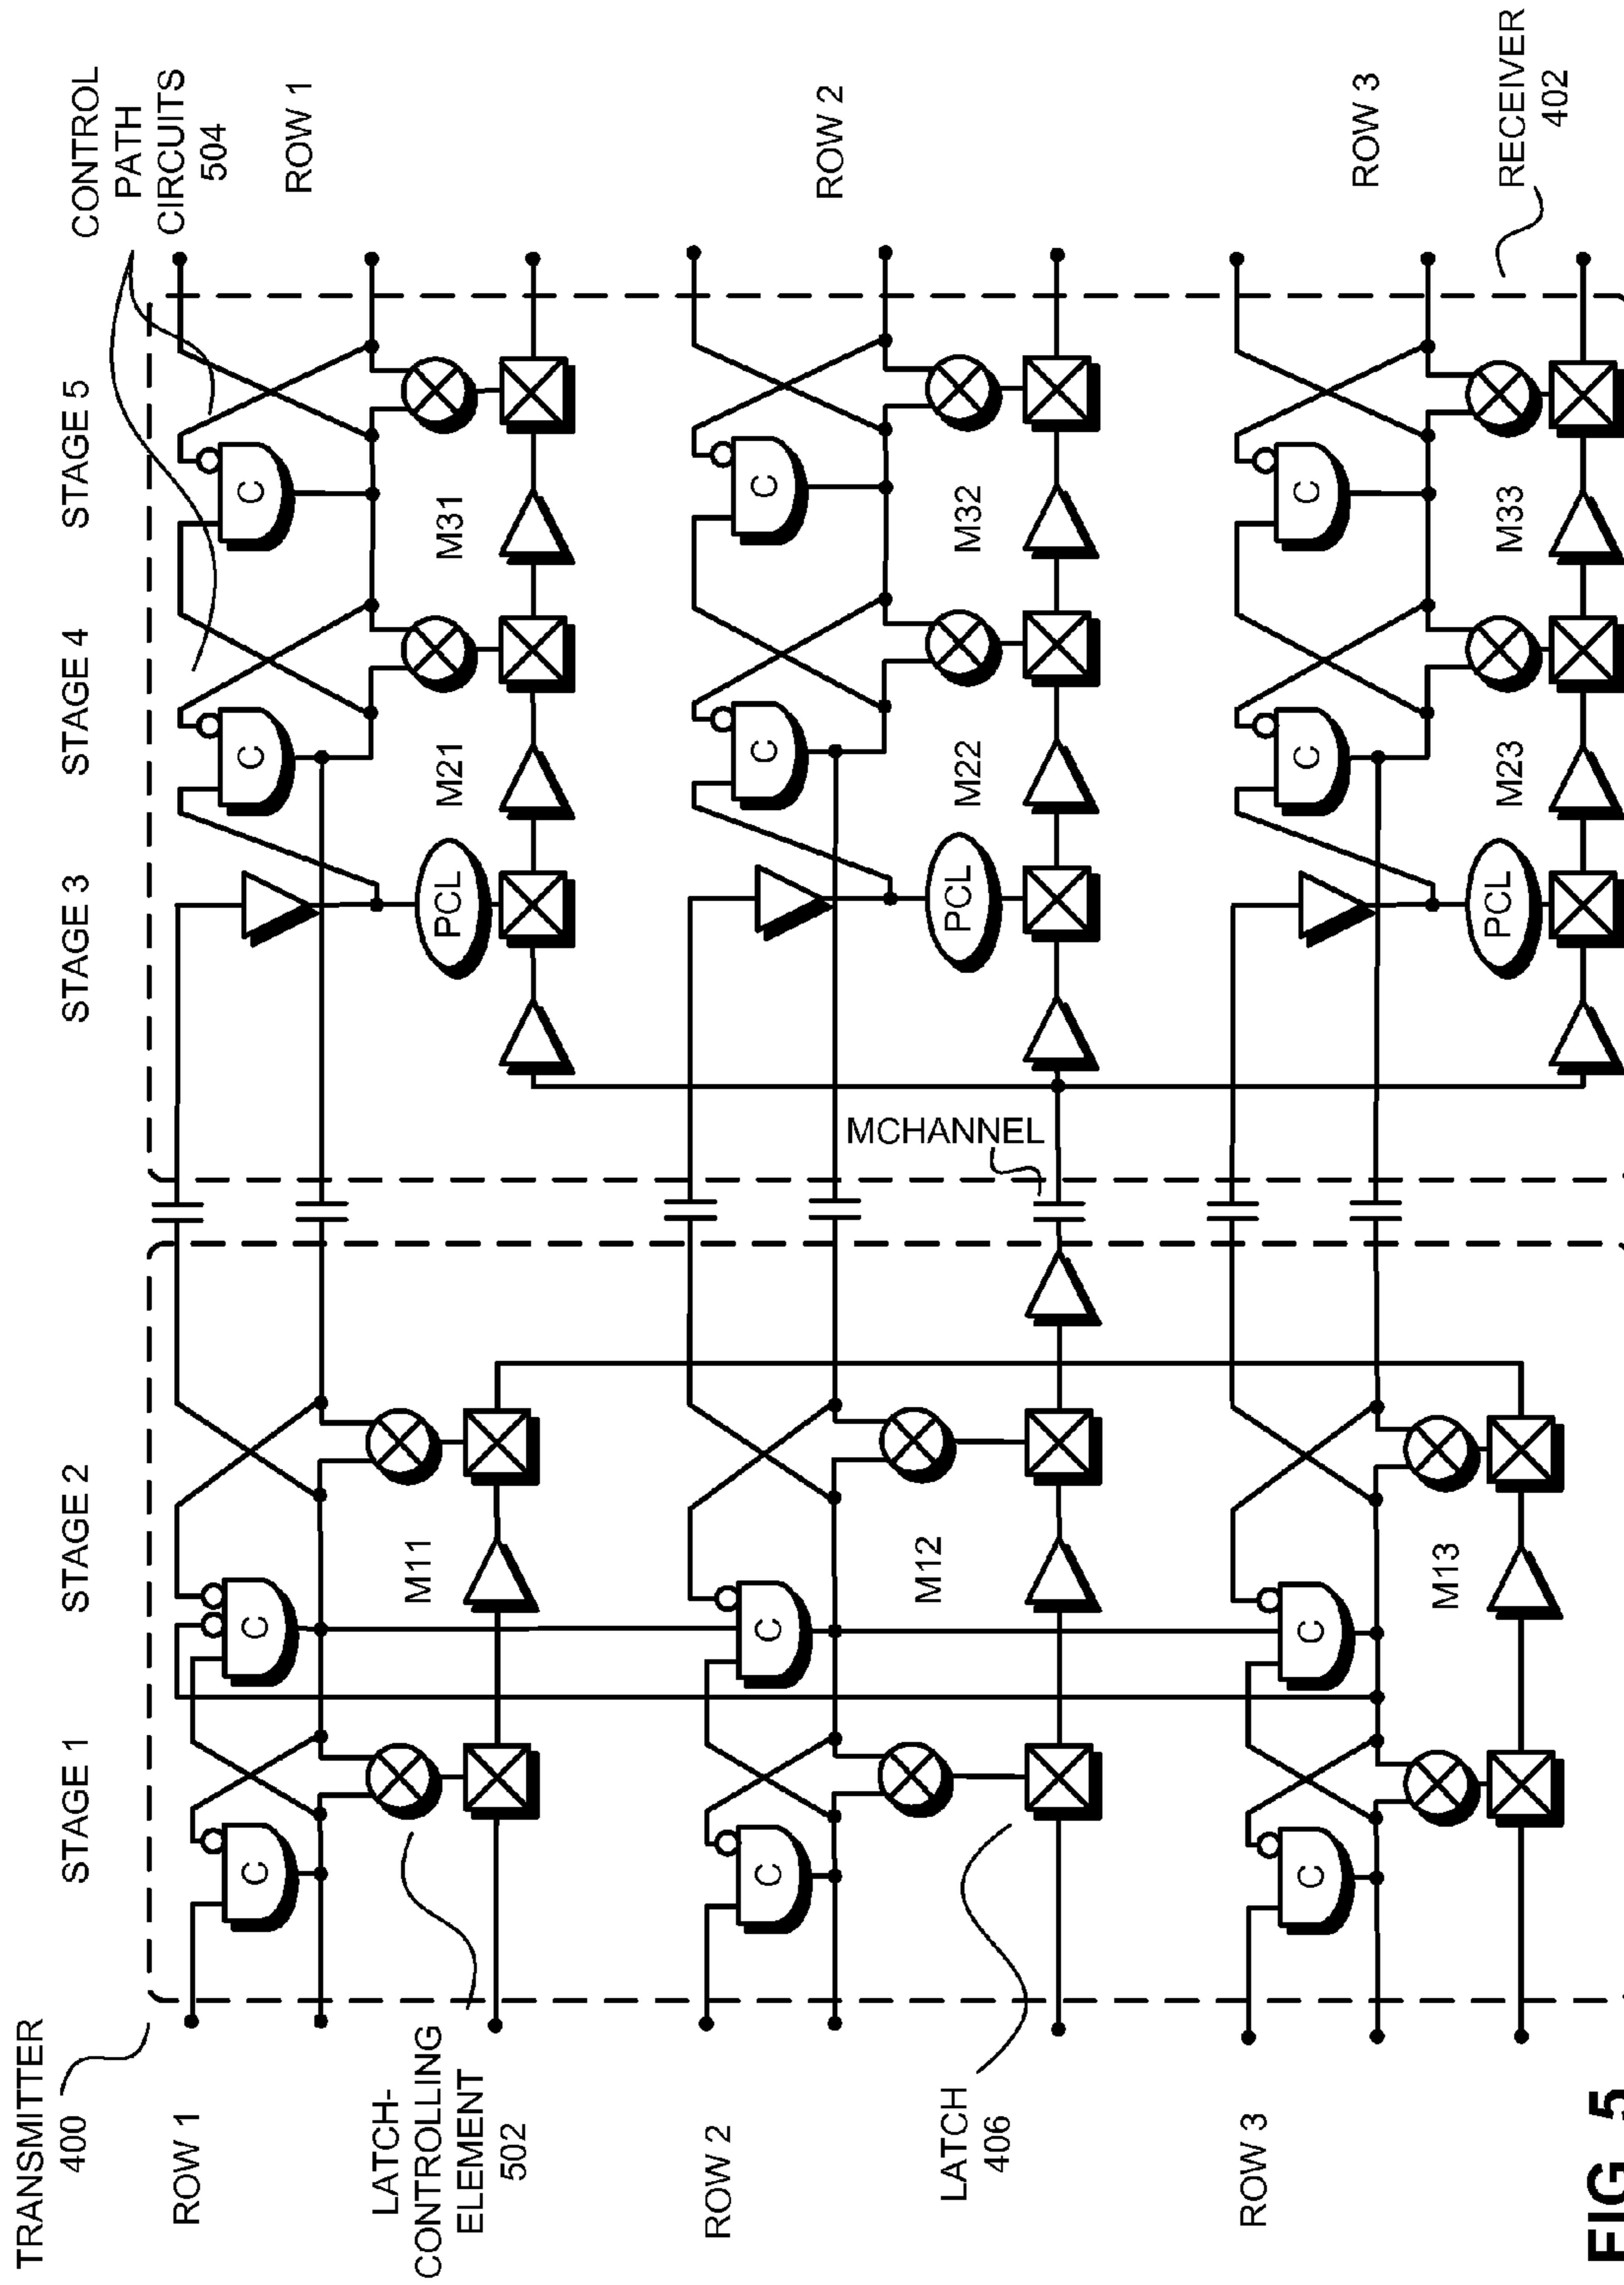 TRANSMITTER
400
STAGE 1
STAGE 2
STAGE 3
STAGE 4
STAGE 5
CONTROL
PATH
CIRCUITS
504
ROW 1
C
C
C
C
ROW 1
LATCH-
CONTROLLING
ELEMENT
502
M11
PCL
M21
M31
ROW 2
C
C
C
C
ROW 2
MCHANNEL
LATCH
406
M12
PCL
M22
M32
ROW 3
C
C
C
C
ROW 3
M13
PCL
M23
M33
RECEIVER
402
FIG 5